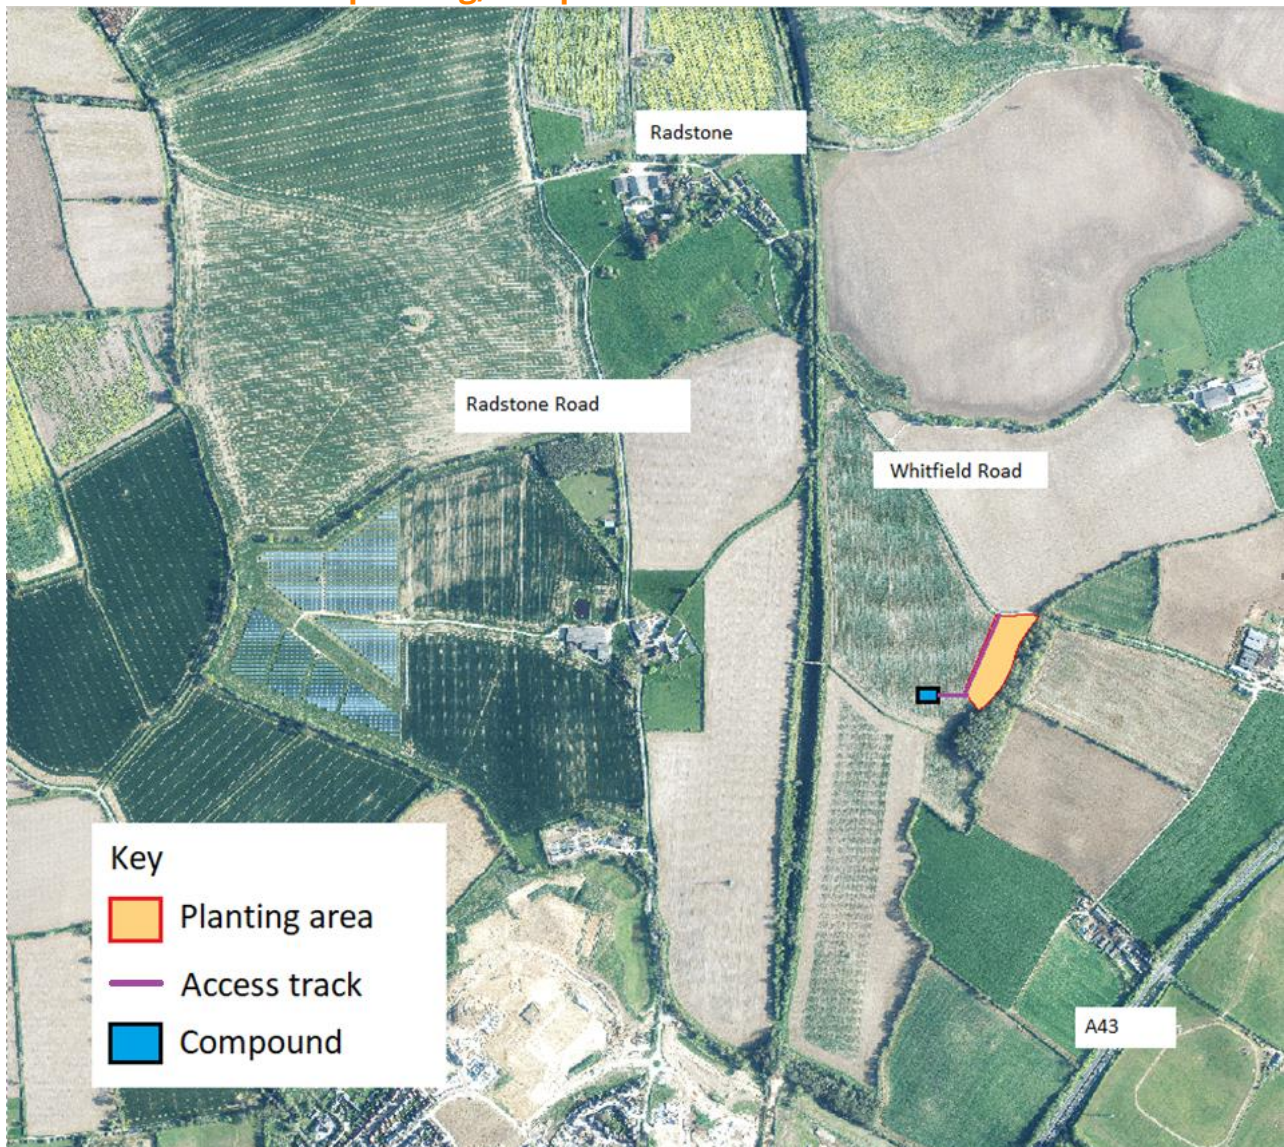 Radstone
Radstone Road
Whitfield Road
Key
Planting area
Access track
Compound
A43